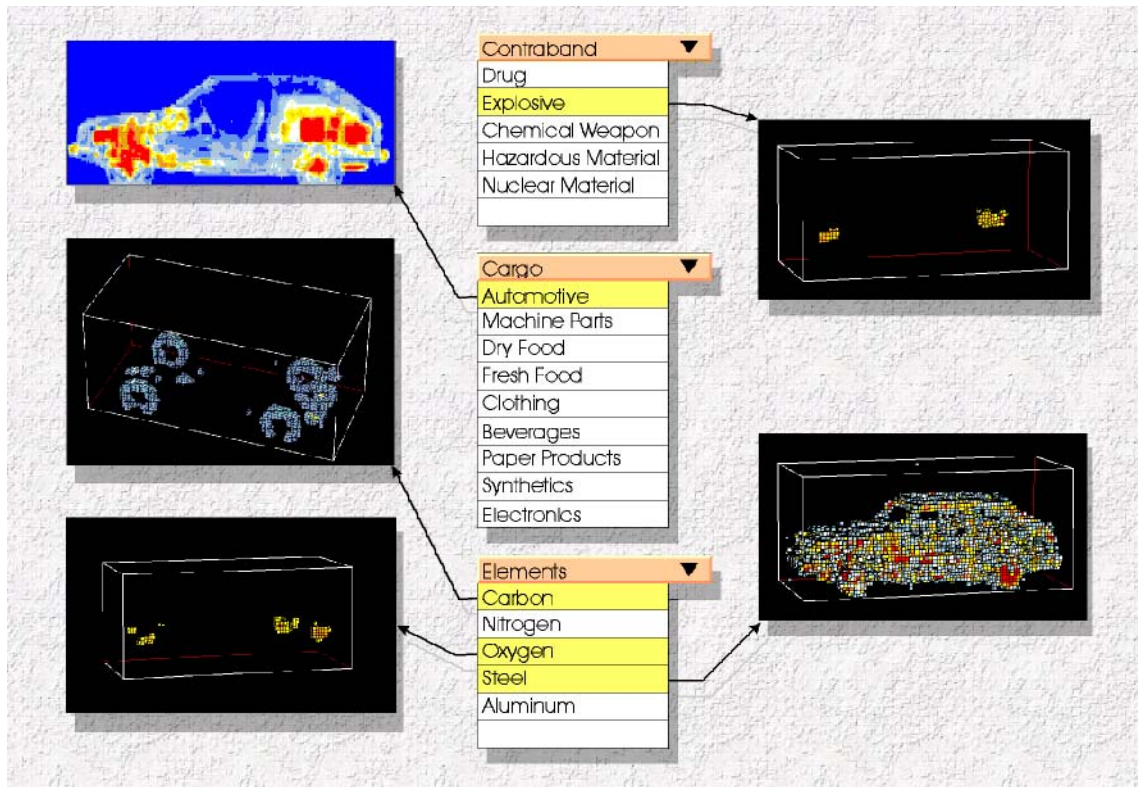 Contraband
Drug
Explosive
Chemical Weapon
Hazardous Material
Nuclear Material
Cargo
Automotive
Machine Parts
Dry Food
Fresh Food
Clothing
Beverages
Paper Products
Synthetics
Electronics
Elements
Carbon
Nitrogen
Oxygen
Steel
Aluminum